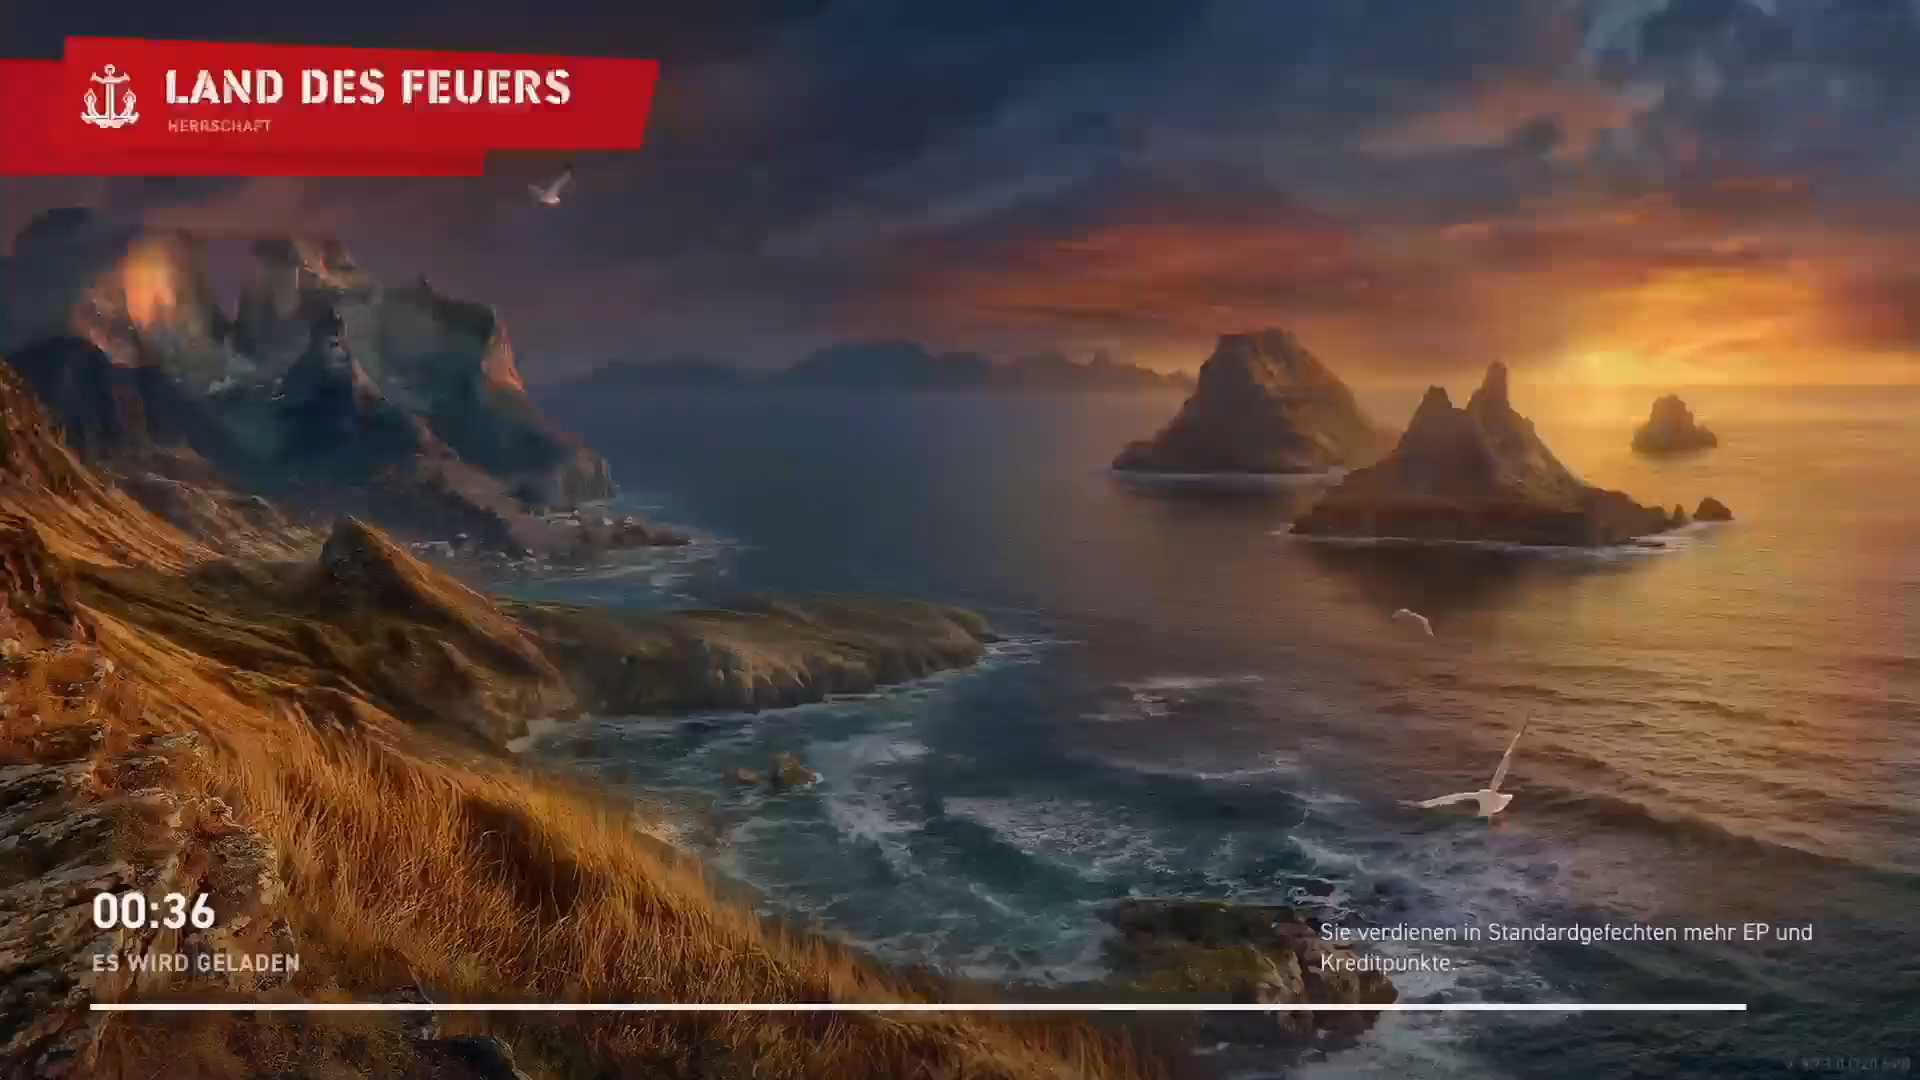 LAND DES FEUERS
HERRSCHAFT
00:36
ES WIRD GELADEN
Sie verdienen in Standardgefechten mehr EP und
Kreditpunkte.